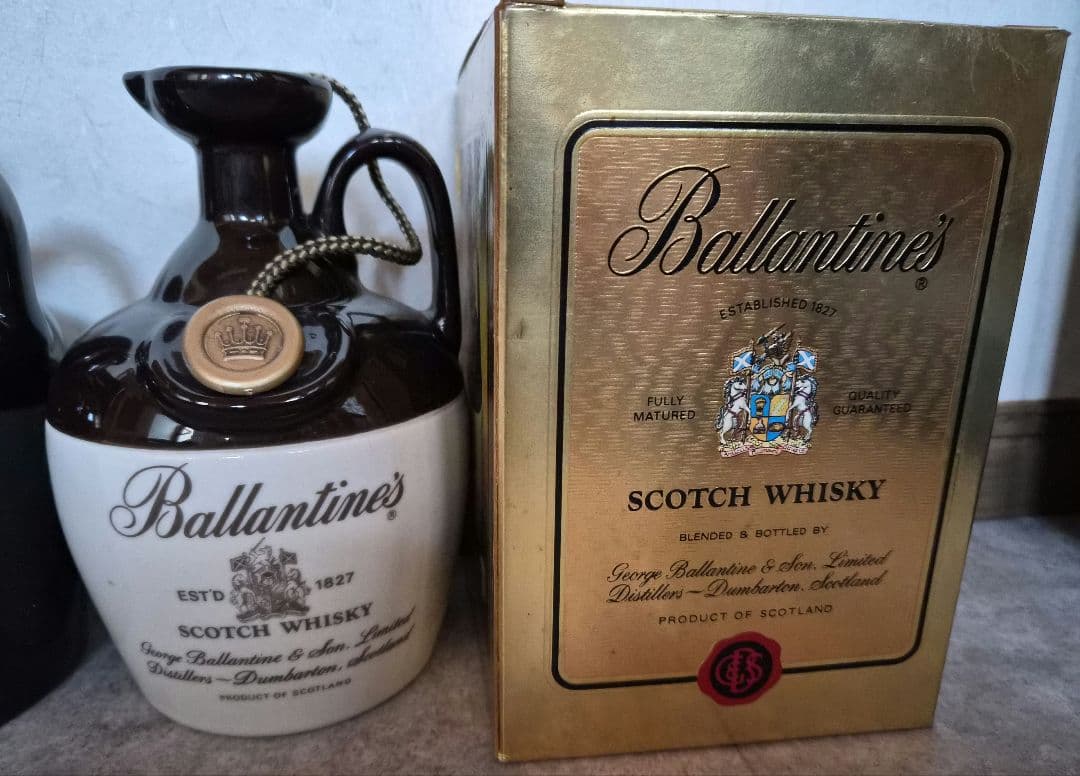 Ballantine's
®
EST'D 1827
SCOTCH WHISKY
George Ballantine & Son, Limited
Distillers ~ Dumbarton, Scotland
PRODUCT OF SCOTLAND
Ballantine's
®
ESTABLISHED 1827
FULLY
MATURED
QUALITY
GUARANTEED
SCOTCH WHISKY
BLENDED & BOTTLED BY
George Ballantine & Son, Limited
Distillers ~ Dumbarton, Scotland
PRODUCT OF SCOTLAND